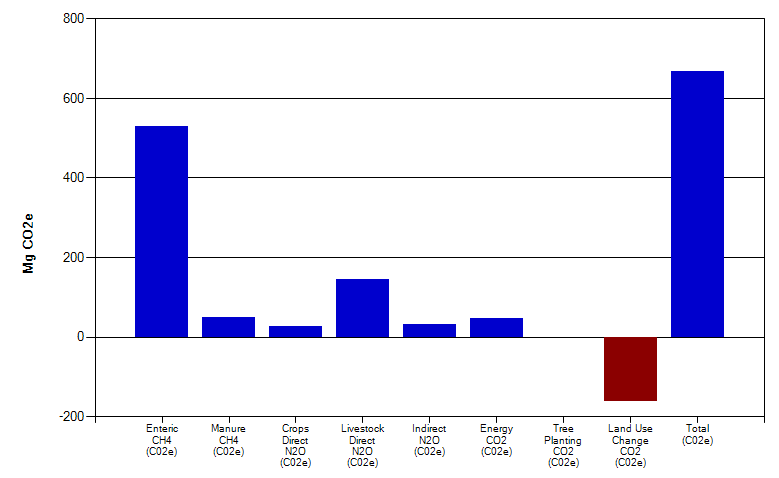 800
600
400
200
0
-200
Mg CO2e
Enteric
CH4
(C02e)
Manure
CH4
(C02e)
Crops
Direct
N2O
(C02e)
Livestock
Direct
N2O
(C02e)
Indirect
N2O
(C02e)
Energy
CO2
(C02e)
Tree
Planting
CO2
(C02e)
Land Use
Change
CO2
(C02e)
Total
(C02e)